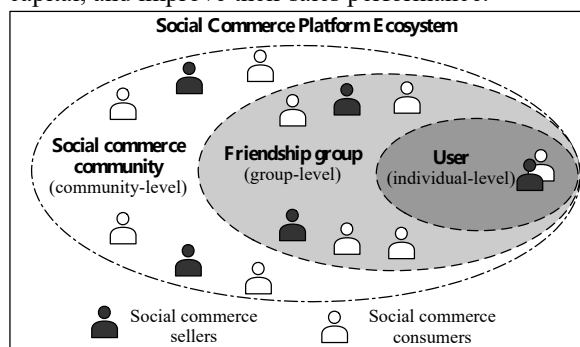 capital, and improve their sales performance.
Social Commerce Platform Ecosystem
Social commerce
community
(community-level)
Friendship group
(group-level)
User
(individual-level)
Social commerce
sellers
Social commerce
consumers